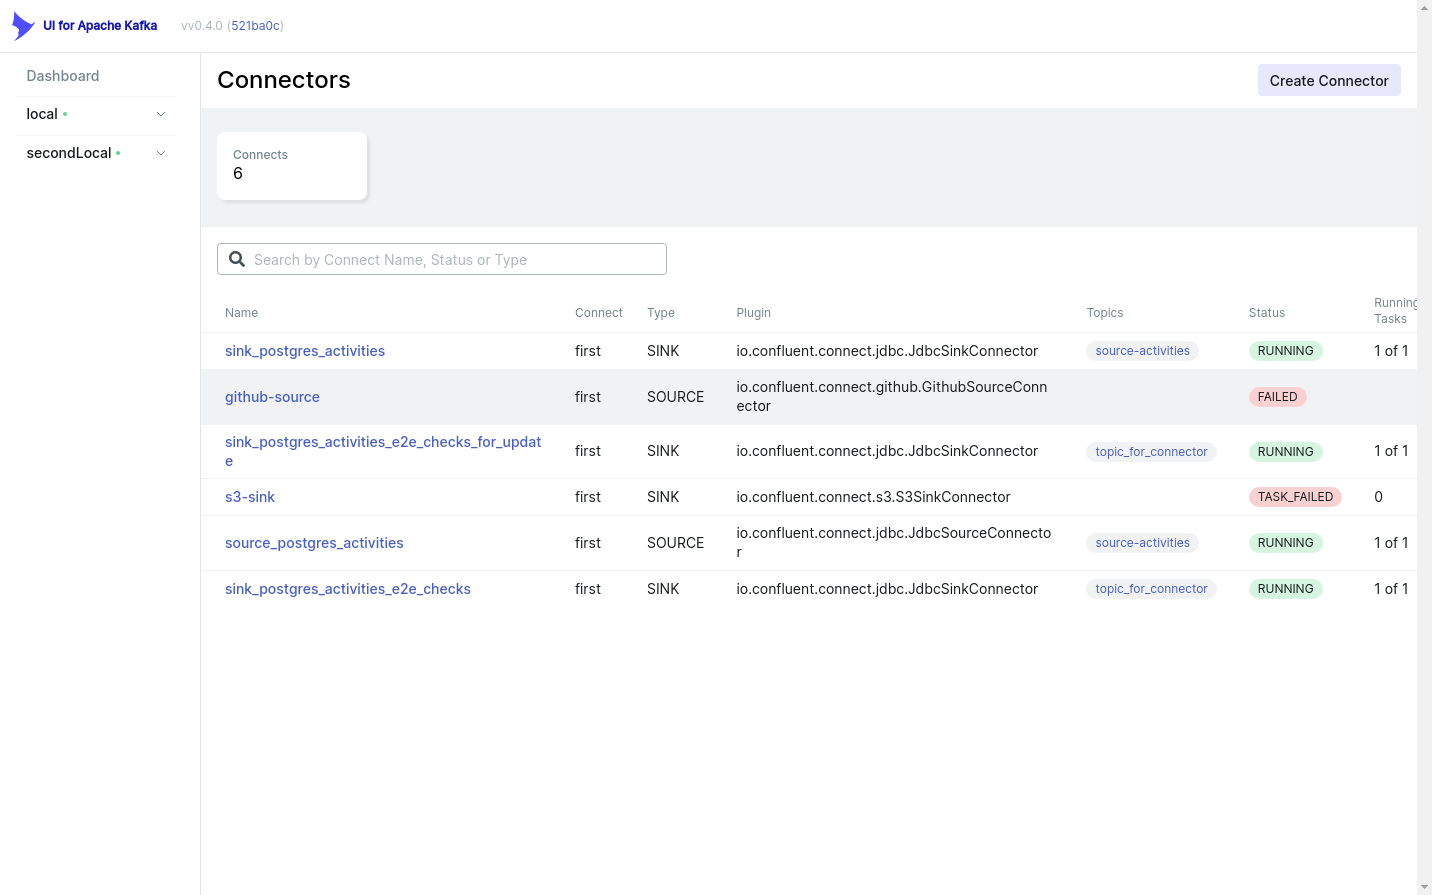 UI for Apache Kafka vv0.4.0 (521ba0c)
Dashboard
local
secondLocal
Connectors
Create Connector
Connects
6
Search by Connect Name, Status or Type
Name Connect Type Plugin Topics Status Running
Tasks
sink_postgres_activities first SINK io.confluent.connect.jdbc.JdbcSinkConnector source-activities RUNNING 1 of 1
github-source first SOURCE io.confluent.connect.github.GithubSourceConn FAILED
ector
sink_postgres_activities_e2e_checks_for_updat first SINK io.confluent.connect.jdbc.JdbcSinkConnector topic_for_connector RUNNING 1 of 1
e
s3-sink first SINK io.confluent.connect.s3.S3SinkConnector TASK_FAILED 0
source_postgres_activities first SOURCE io.confluent.connect.jdbc.JdbcSourceConnecto source-activities RUNNING 1 of 1
r
sink_postgres_activities_e2e_checks first SINK io.confluent.connect.jdbc.JdbcSinkConnector topic_for_connector RUNNING 1 of 1